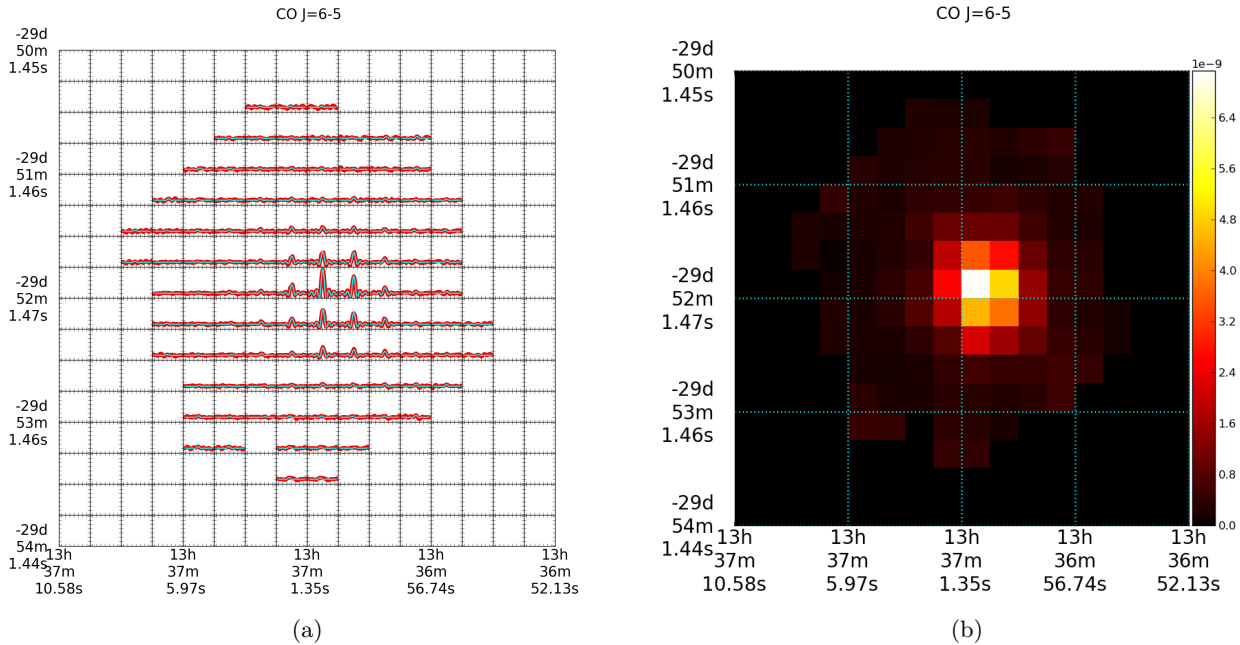 CO J=6-5
-29d
50m
1.45s
-29d
51m
1.46s
-29d
52m
1.47s
-29d
53m
1.46s
-29d
54m
1.44s
13h
37m
10.58s
13h
37m
5.97s
13h
37m
1.35s
13h
36m
56.74s
13h
36m
52.13s
(a)
CO J=6-5
-29d
50m
1.45s
-29d
51m
1.46s
-29d
52m
1.47s
-29d
53m
1.46s
-29d
54m
1.44s
13h
37m
10.58s
13h
37m
5.97s
13h
37m
1.35s
13h
36m
56.74s
13h
36m
52.13s
1e−9
6.4
5.6
4.8
4.0
3.2
2.4
1.6
0.8
0.0
(b)